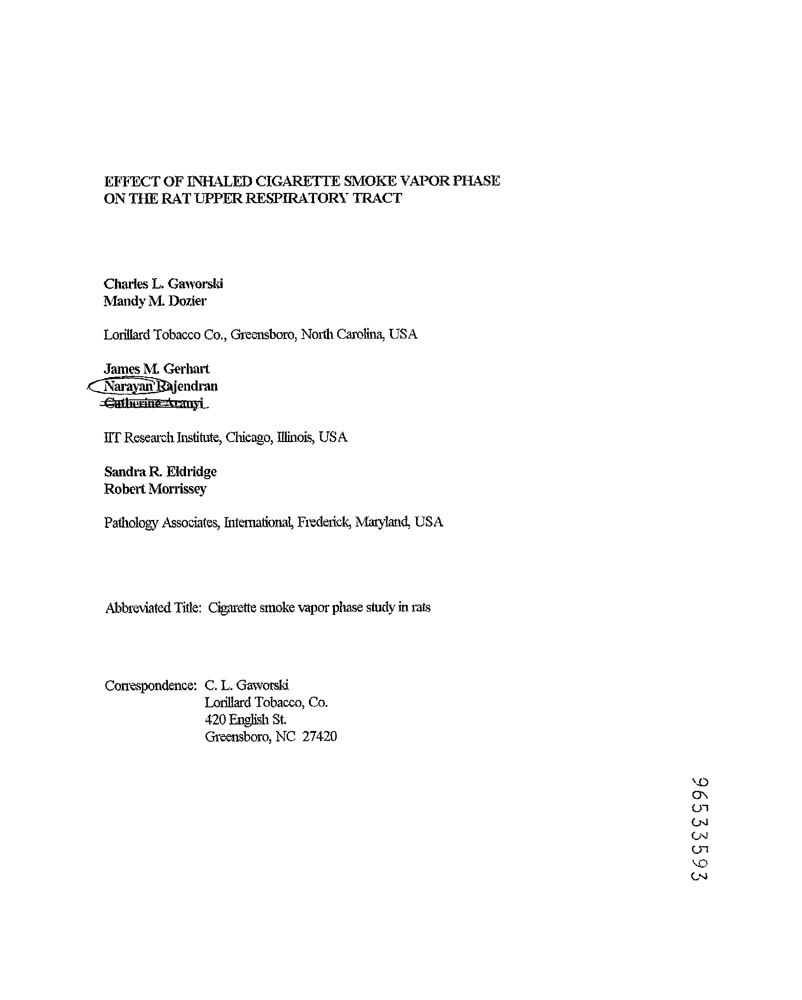 EFFECT OF INHALED CIGARETTE SMOKE VAPOR PHASE
ON THE RAT UPPER RESPIRATORY TRACT
Charles L. Gaworski
Mandy M. Dozier
Lorillard Tobacco Co., Greensboro, North Carolina, USA
James M. Gerhart
Narayan Rajendran
Catherine Aranyi
IIT Research Institute, Chicago, Illinois, USA
Sandra R. Eldridge
Robert Morrissey
Pathology Associates, International, Frederick, Maryland, USA
Abbreviated Title: Cigarette smoke vapor phase study in rats
Correspondence: C. L. Gaworski
Lorillard Tobacco, Co.
420 English St.
Greensboro, NC 27420
96533593